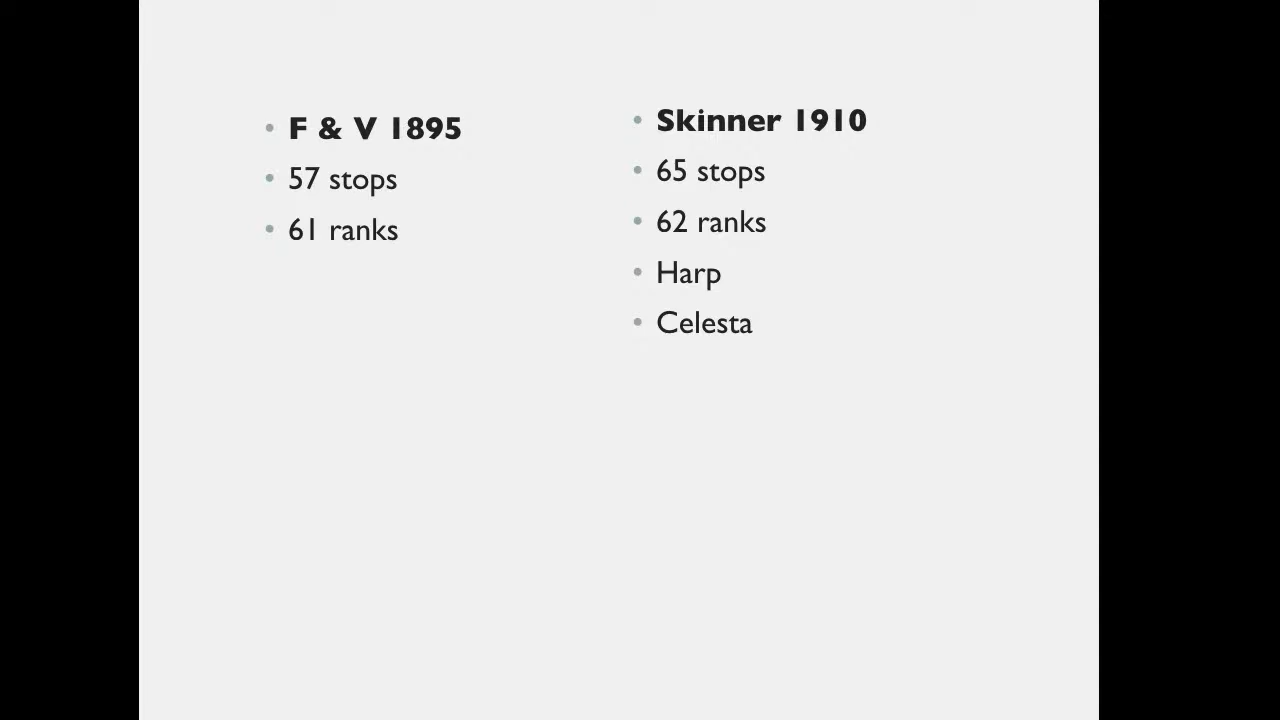 F & V 1895
57 stops
61 ranks
Skinner 1910
65 stops
62 ranks
Harp
Celesta